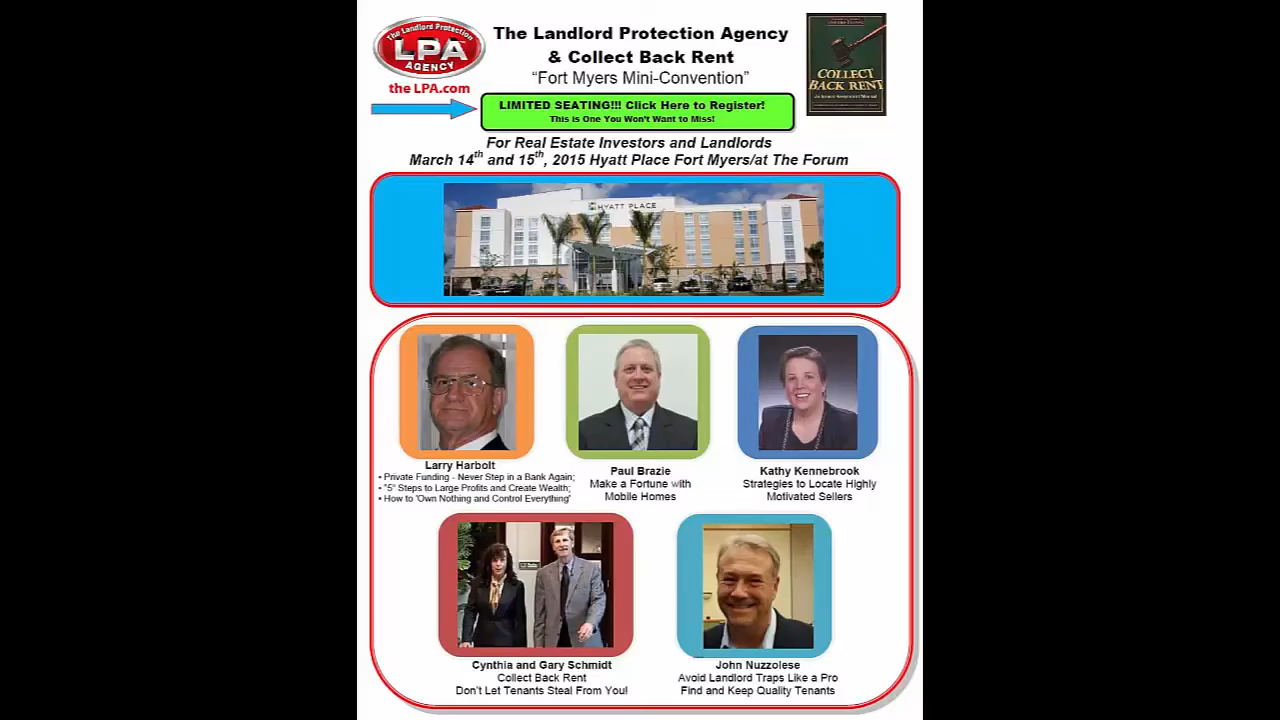 The Landlord Protection
LPA
AGENCY
the LPA.com
The Landlord Protection Agency
& Collect Back Rent
“Fort Myers Mini-Convention”
COLLECT
BACK RENT
LIMITED SEATING!!! Click Here to Register!
This is One You Won't Want to Miss!
For Real Estate Investors and Landlords
March 14th and 15th, 2015 Hyatt Place Fort Myers/at The Forum
HYATT PLACE
Larry Harbolt
• Private Funding - Never Step in a Bank Again;
• "5" Steps to Large Profits and Create Wealth;
• How to 'Own Nothing and Control Everything'
Paul Brazie
Make a Fortune with
Mobile Homes
Kathy Kennebrook
Strategies to Locate Highly
Motivated Sellers
Cynthia and Gary Schmidt
Collect Back Rent
Don't Let Tenants Steal From You!
John Nuzzolese
Avoid Landlord Traps Like a Pro
Find and Keep Quality Tenants